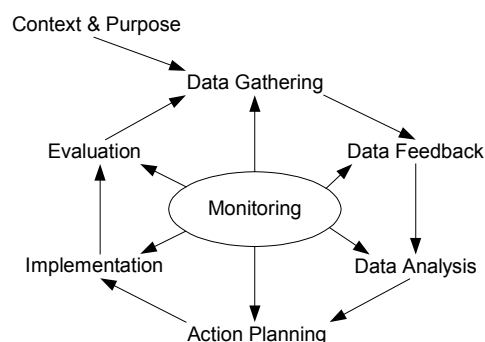 Context & Purpose
Data Gathering
Evaluation
Data Feedback
Monitoring
Implementation
Data Analysis
Action Planning